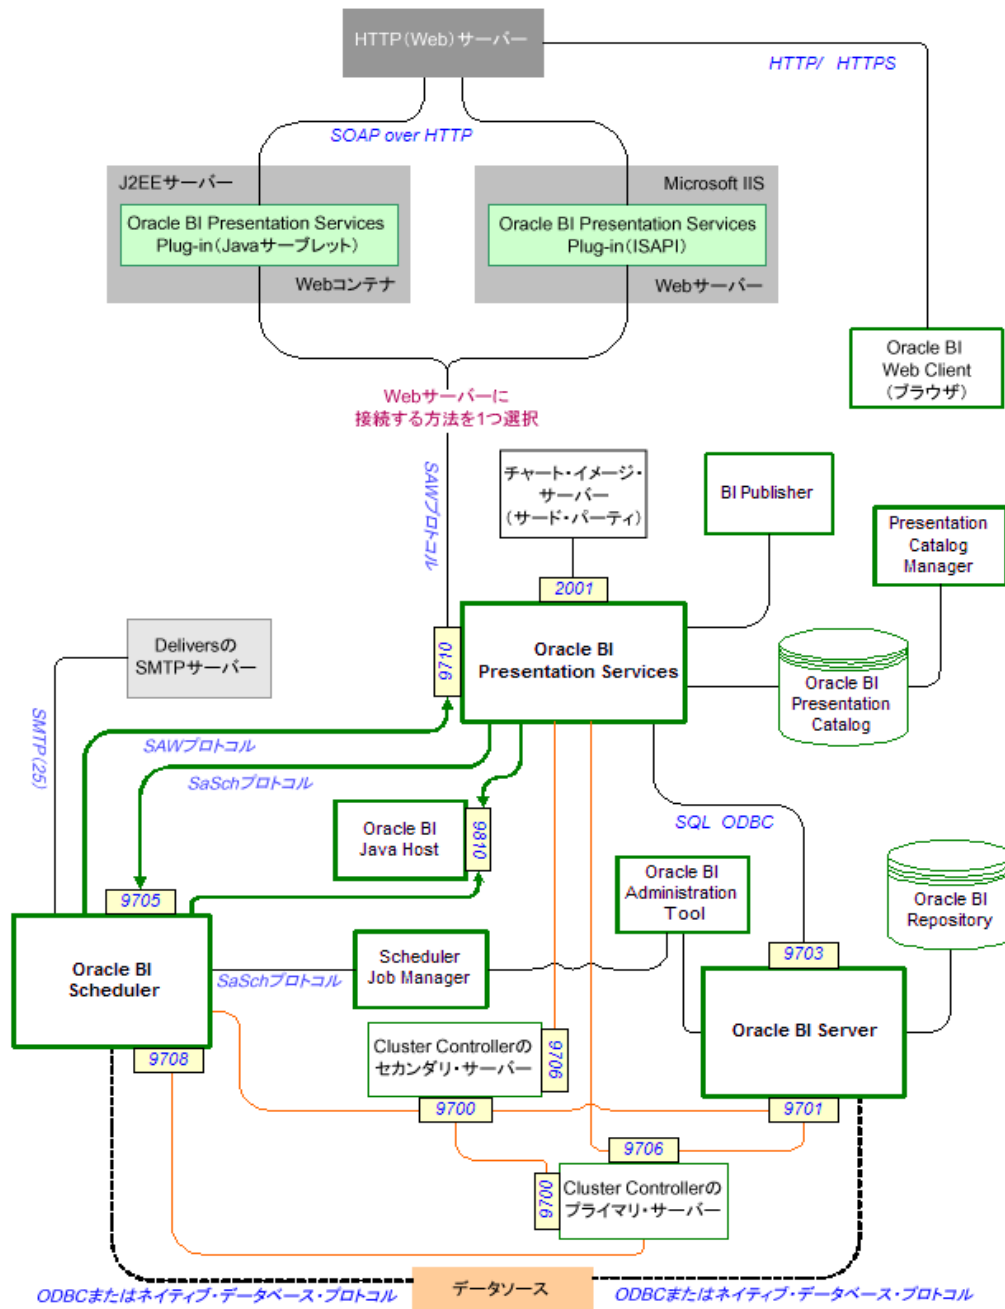 HTTP(Web)サーバー
HTTP/ HTTPS
SOAP over HTTP
J2EEサーバー
Oracle BI Presentation Services
Plug-in(Javaサーブレット)
Webコンテナ
Microsoft IIS
Oracle BI Presentation Services
Plug-in(ISAPI)
Webサーバー
Oracle BI
Web Client
(ブラウザ)
Webサーバーに
接続する方法を1つ選択
SAWプロトコル
チャート・イメージ・
サーバー
(サード・パーティ)
BI Publisher
Presentation
Catalog
Manager
2001
9710
Oracle BI
Presentation Services
Oracle BI
Presentation
Catalog
Deliversの
SMTPサーバー
SMTP(25)
SAWプロトコル
SaSchプロトコル
Oracle BI
Java Host
9810
SQL ODBC
Oracle BI
Administration
Tool
Oracle BI
Repository
9705
Oracle BI
Scheduler
SaSchプロトコル
Scheduler
Job Manager
9703
Oracle BI Server
9708
Cluster Controllerの
セカンダリ・サーバー
9706
9700
9701
9706
9700
Cluster Controllerの
プライマリ・サーバー
データソース
ODBCまたはネイティブ・データベース・プロトコル
ODBCまたはネイティブ・データベース・プロトコル